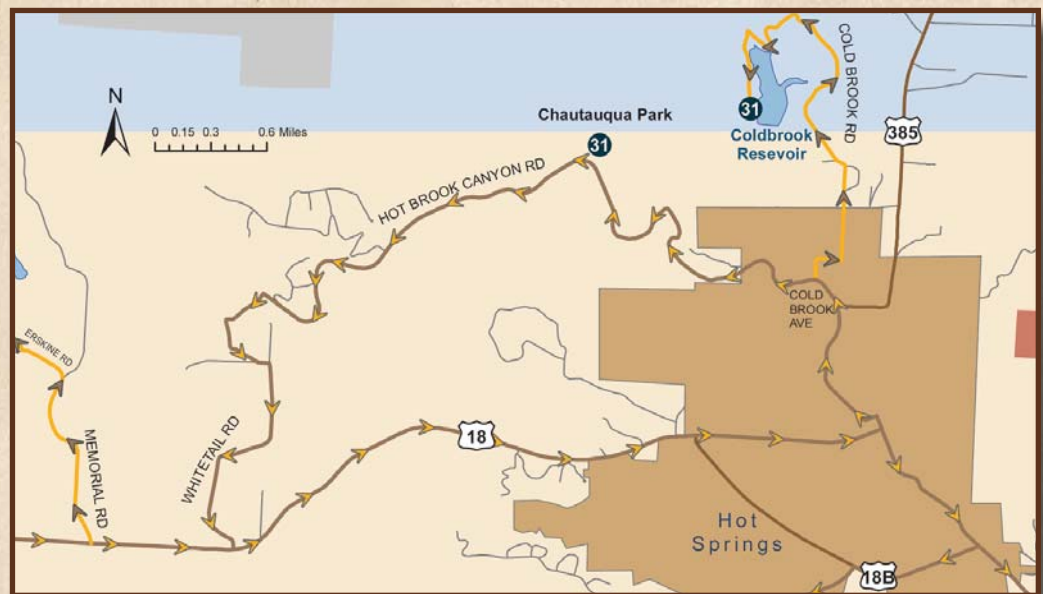 N
0 0.15 0.3 0.6 Miles
Chautauqua Park
31
31
Coldbrook
Resevoir
COLD BROOK RD
385
HOT BROOK CANYON RD
COLD
BROOK
AVE
ERSKINE RD
MEMORIAL RD
WHITETAIL RD
18
Hot
Springs
18B